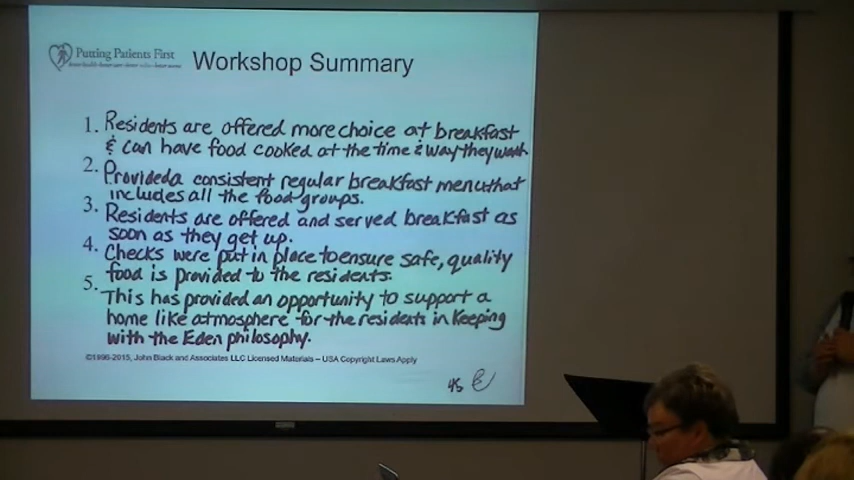 Putting Patients First
Workshop Summary
1. Residents are offered more choice at breakfast
& can have food cooked at the time & way they want
2. Provided a consistent regular breakfast menu that
includes all the food groups.
3. Residents are offered and served breakfast as
soon as they get up.
4. Checks were put in place to ensure safe, quality
food is provided to the residents.
5. This has provided an opportunity to support a
home like atmosphere for the residents in keeping
with the Eden philosophy.
©1996-2015, John Black and Associates LLC Licensed Materials – USA Copyright Laws Apply